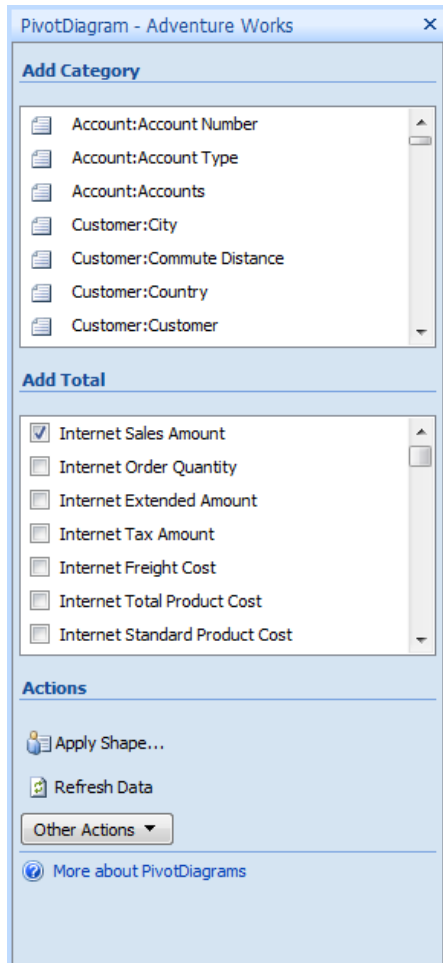 PivotDiagram - Adventure Works
Add Category
Account:Account Number
Account:Account Type
Account:Accounts
Customer:City
Customer:Commute Distance
Customer:Country
Customer:Customer
Add Total
Internet Sales Amount
Internet Order Quantity
Internet Extended Amount
Internet Tax Amount
Internet Freight Cost
Internet Total Product Cost
Internet Standard Product Cost
Actions
Apply Shape...
Refresh Data
Other Actions
More about PivotDiagrams